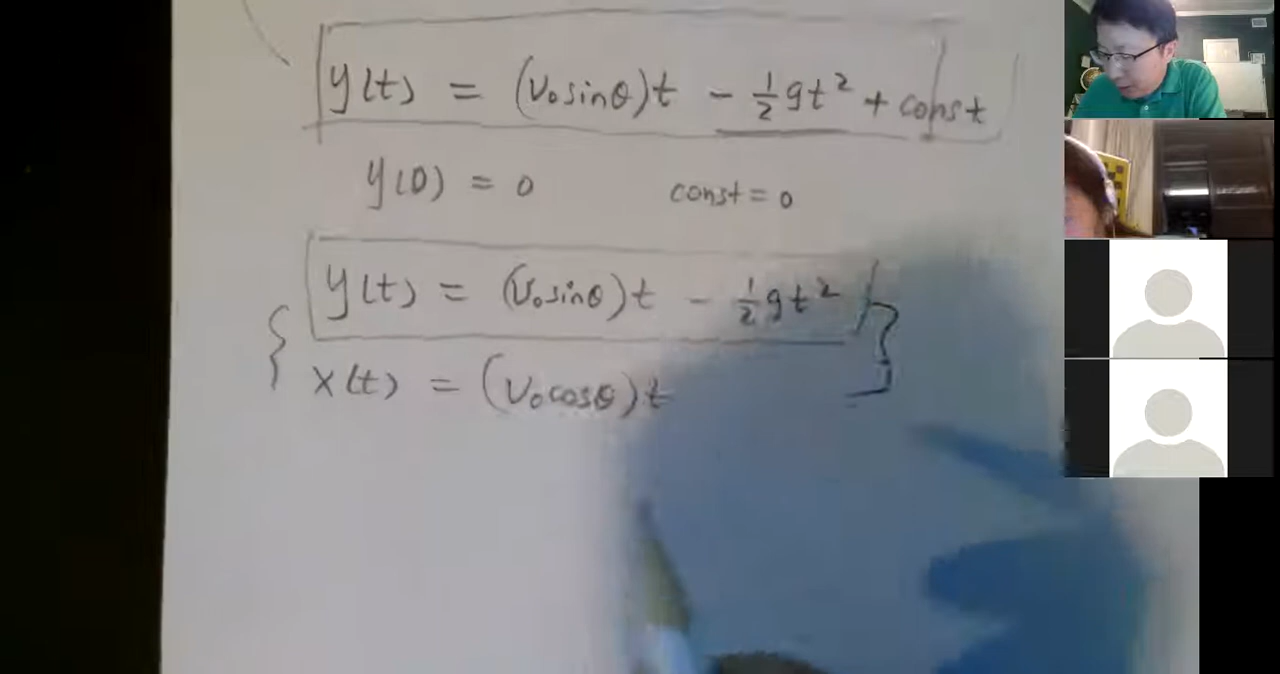 y(t) = (v₀sinθ)t - ½gt² + const
y(0) = 0 const = 0
y(t) = (v₀sinθ)t - ½gt²
x(t) = (v₀cosθ)t